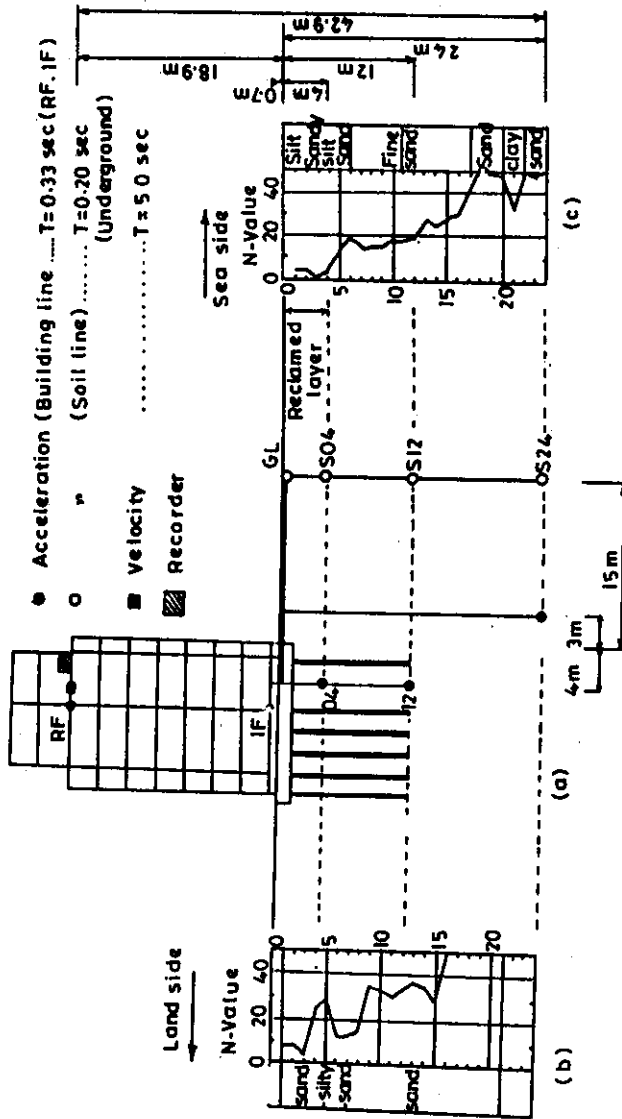 Land side
N-Value
0 20 40
0
5
10
15
20
sand
silty
sand
sand
(b)
RF
1F
04
12
(a)
4m 3m
15m
● Acceleration (Building line ..... T=0.33 sec (RF. 1F)
○ " (Soil line) ....... T=0.20 sec
(Underground)
■ Velocity ............. T=5.0 sec
Recorder
GL
Reclamed
layer
S04
S12
S24
Sea side
N-Value
0 20 40
0
5
10
15
20
Silt
Sandy
silt
Sand
Fine
sand
Sand
clay
sand
(c)
0.7m
4m
12m
24m
18.9m
42.9m